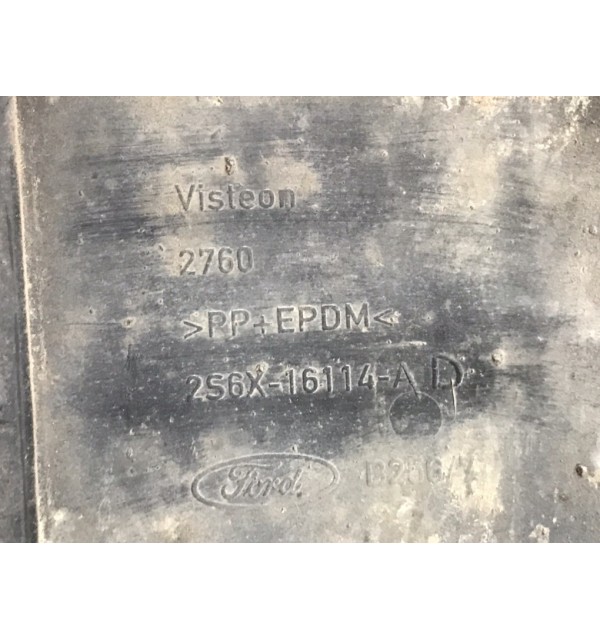 Visteon
2760
>PP+EPDM<
2S6X-16114-AD
Ford